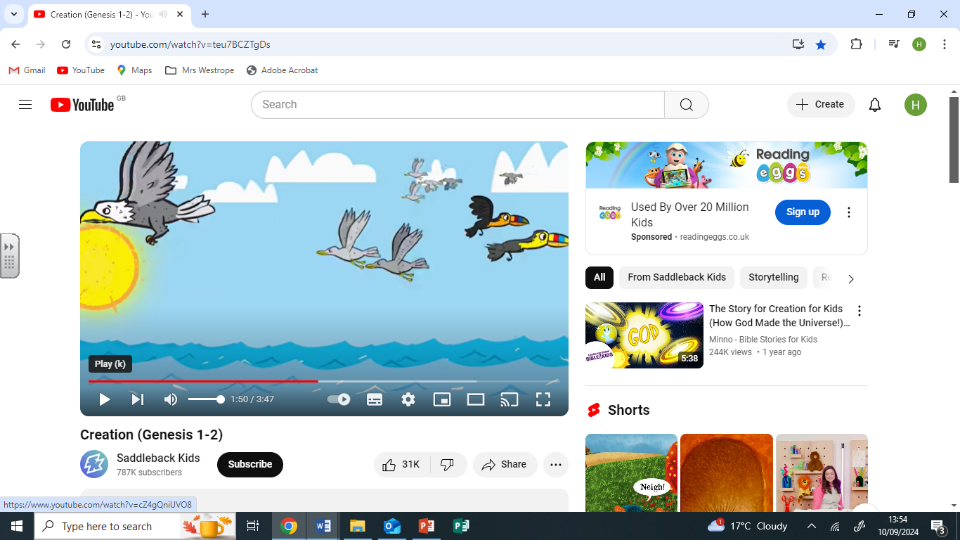 Creation (Genesis 1-2) - You
youtube.com/watch?v=teu7BCZTgDs
Gmail
YouTube
Maps
Mrs Westrope
Adobe Acrobat
YouTube GB
Search
Create
H
Reading
eggs
Used By Over 20 Million
Kids
Sign up
Sponsored · readingeggs.co.uk
All
From Saddleback Kids
Storytelling
GOD
5:38
The Story for Creation for Kids
(How God Made the Universe!)...
Minno - Bible Stories for Kids
244K views • 1 year ago
Play (k)
1:50 / 3:47
Shorts
Creation (Genesis 1-2)
Saddleback Kids
787K subscribers
Subscribe
31K
Share
Neigh!
https://www.youtube.com/watch?v=cZ4gQniUVO8
Type here to search
17°C Cloudy
13:54
10/09/2024
3